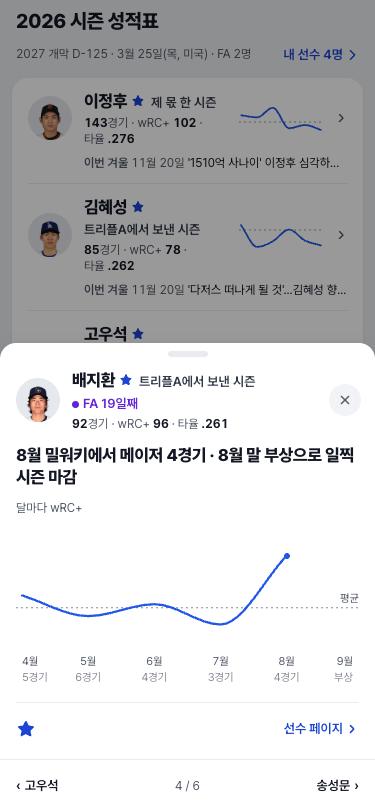 2026 시즌 성적표
2027 개막 D-125 · 3월 25일(목, 미국) · FA 2명
내 선수 4명 >
이정후 ★ 제 몫 한 시즌
143경기 · wRC+ 102 ·
타율 .276
이번 겨울 11월 20일 '1510억 사나이' 이정후 심각하...
김혜성 ★
트리플A에서 보낸 시즌
85경기 · wRC+ 78 ·
타율 .262
이번 겨울 11월 20일 '다저스 떠나게 될 것'...김혜성 향...
고우석 ★
배지환 ★ 트리플A에서 보낸 시즌
● FA 19일째
92경기 · wRC+ 96 · 타율 .261
8월 밀워키에서 메이저 4경기 · 8월 말 부상으로 일찍
시즌 마감
달마다 wRC+
평균
4월 5월 6월 7월 8월 9월
5경기 6경기 4경기 3경기 4경기 부상
선수 페이지 >
‹ 고우석
4 / 6
송성문 ›